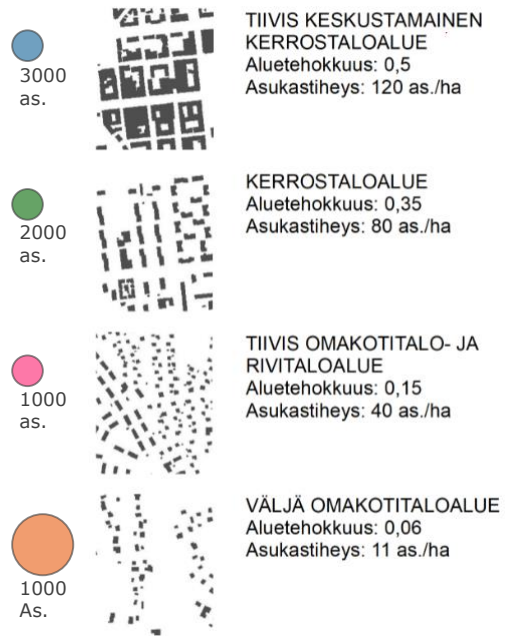 3000
as.
TIIVIS KESKUSTAMAINEN
KERROSTALOALUE
Aluetehokkuus: 0,5
Asukastiheys: 120 as./ha
2000
as.
KERROSTALOALUE
Aluetehokkuus: 0,35
Asukastiheys: 80 as./ha
1000
as.
TIIVIS OMAKOTITALO- JA
RIVITALOALUE
Aluetehokkuus: 0,15
Asukastiheys: 40 as./ha
1000
As.
VÄLJÄ OMAKOTITALOALUE
Aluetehokkuus: 0,06
Asukastiheys: 11 as./ha